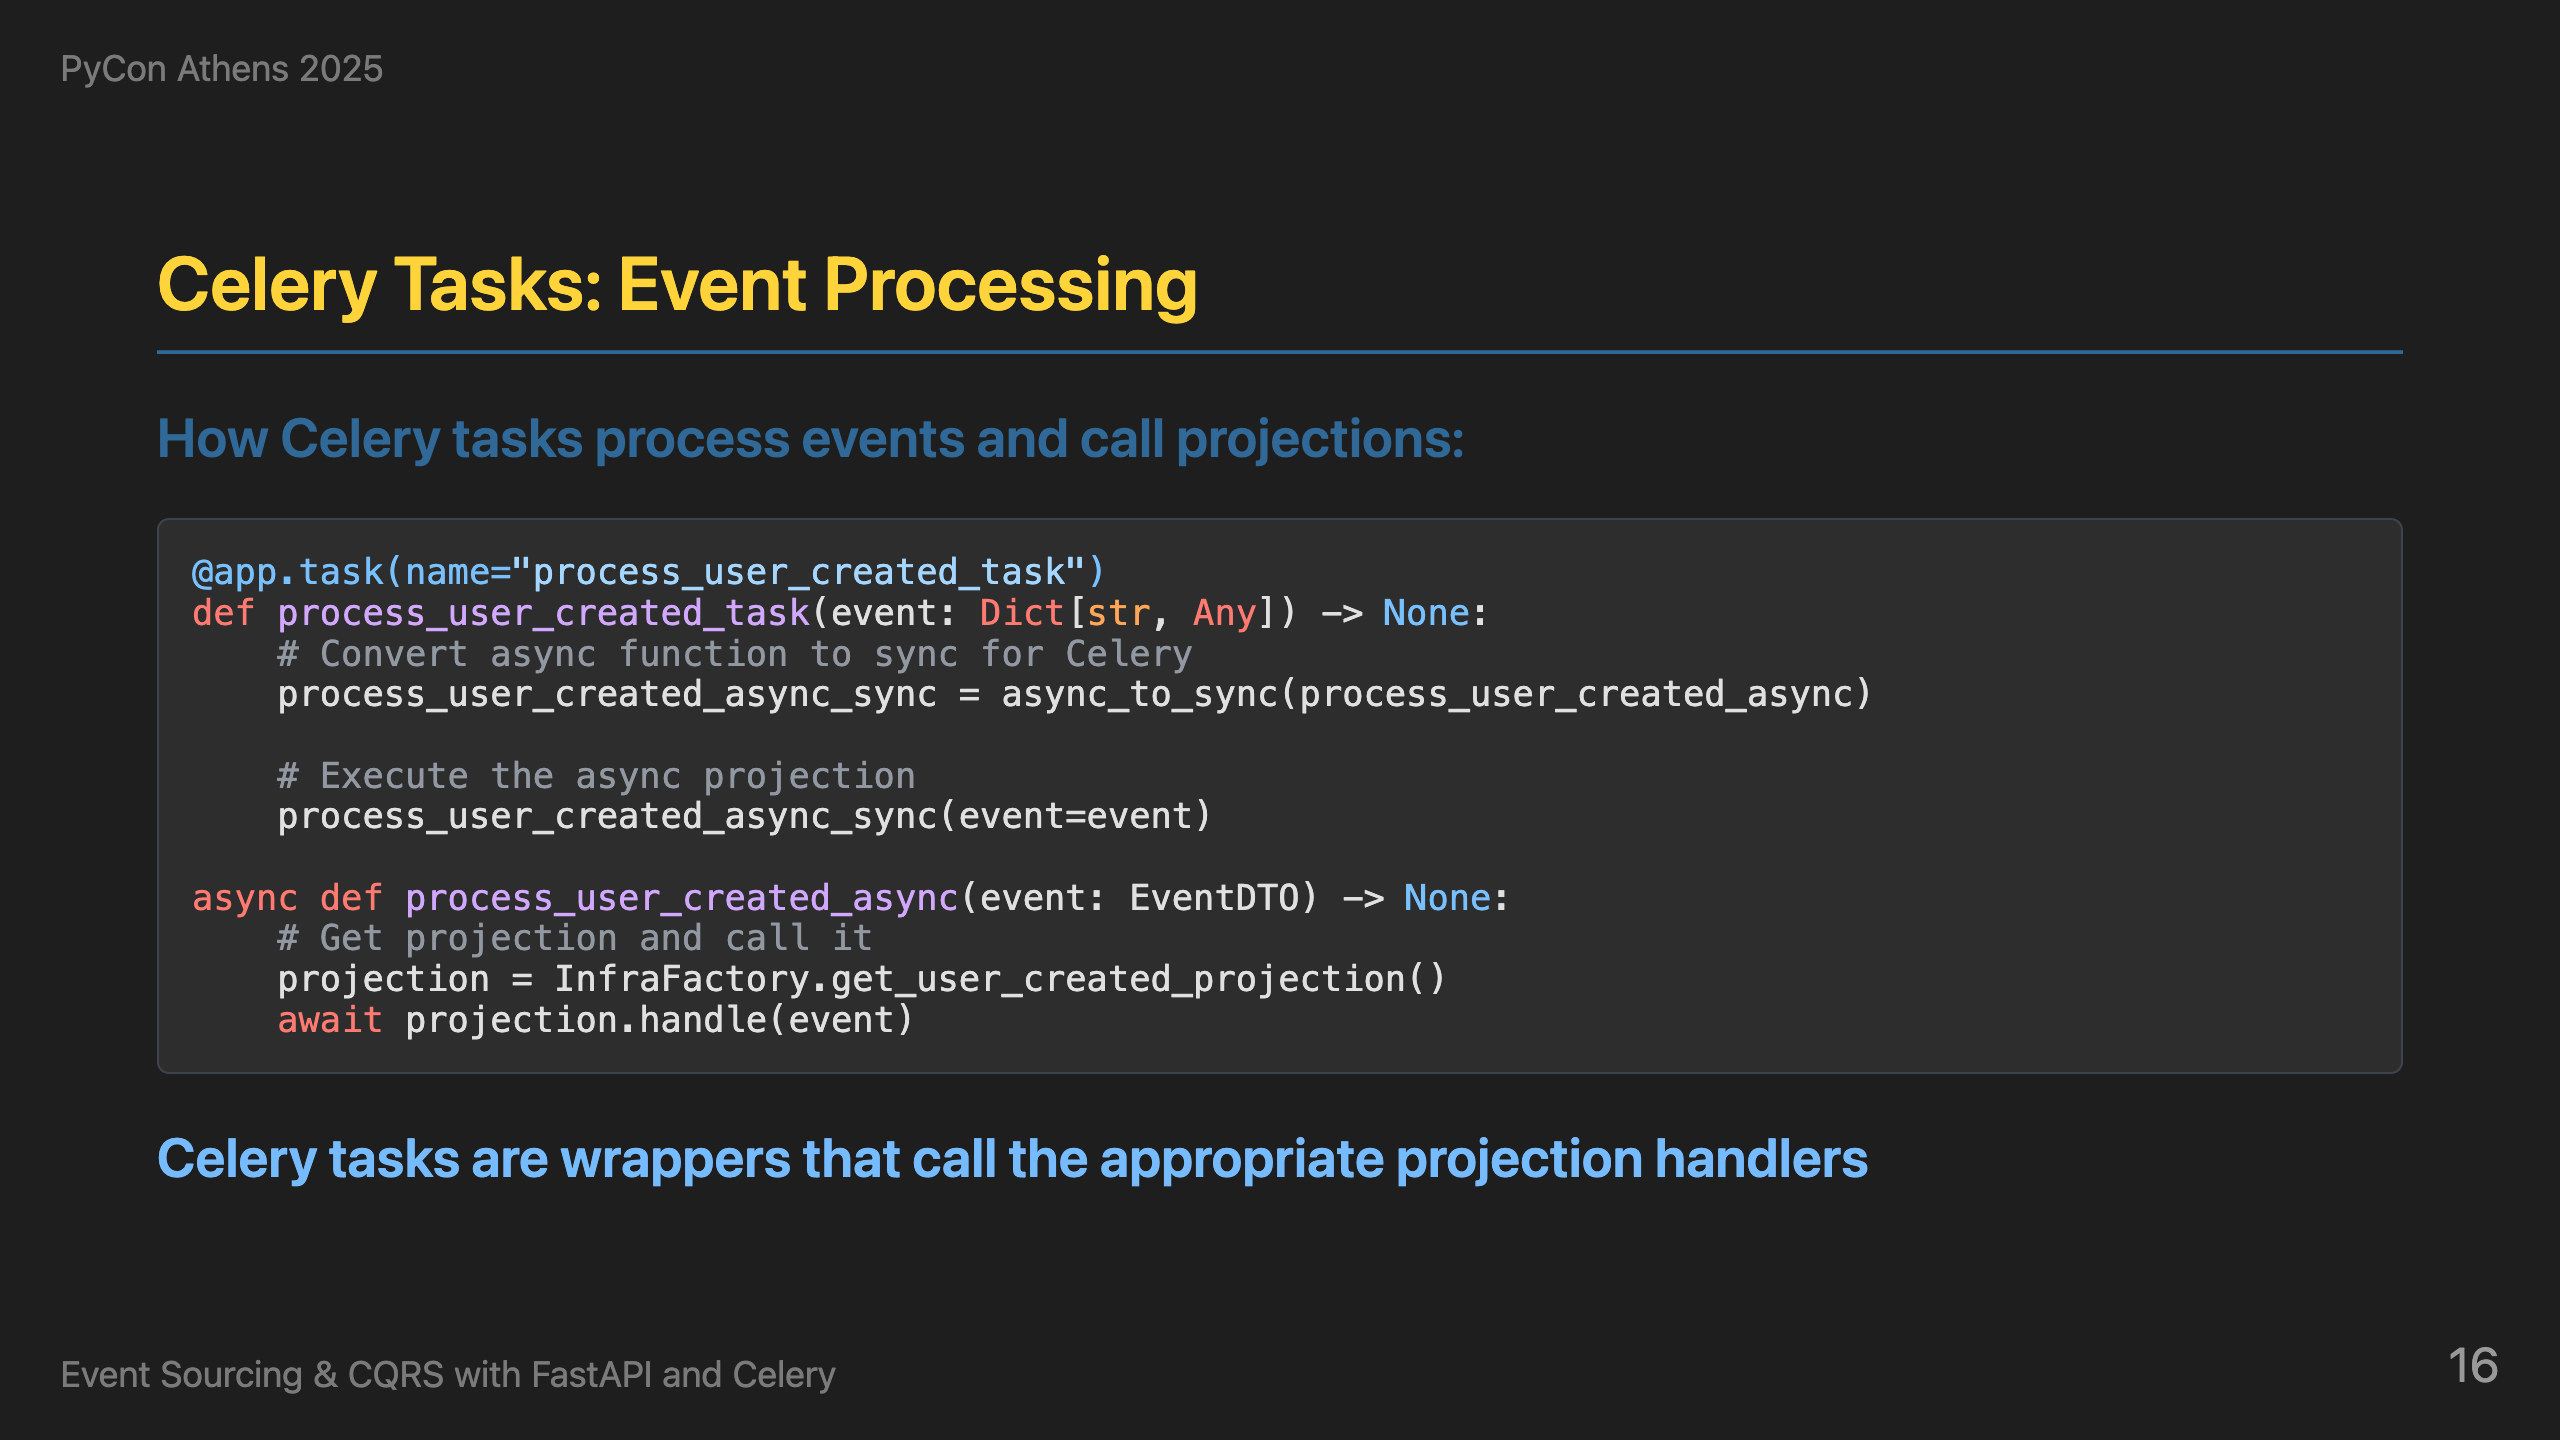 PyCon Athens 2025
Celery Tasks: Event Processing
How Celery tasks process events and call projections:
@app.task(name="process_user_created_task")
def process_user_created_task(event: Dict[str, Any]) -> None:
    # Convert async function to sync for Celery
    process_user_created_async_sync = async_to_sync(process_user_created_async)
    # Execute the async projection
    process_user_created_async_sync(event=event)
async def process_user_created_async(event: EventDTO) -> None:
    # Get projection and call it
    projection = InfraFactory.get_user_created_projection()
    await projection.handle(event)
Celery tasks are wrappers that call the appropriate projection handlers
Event Sourcing & CQRS with FastAPI and Celery
16